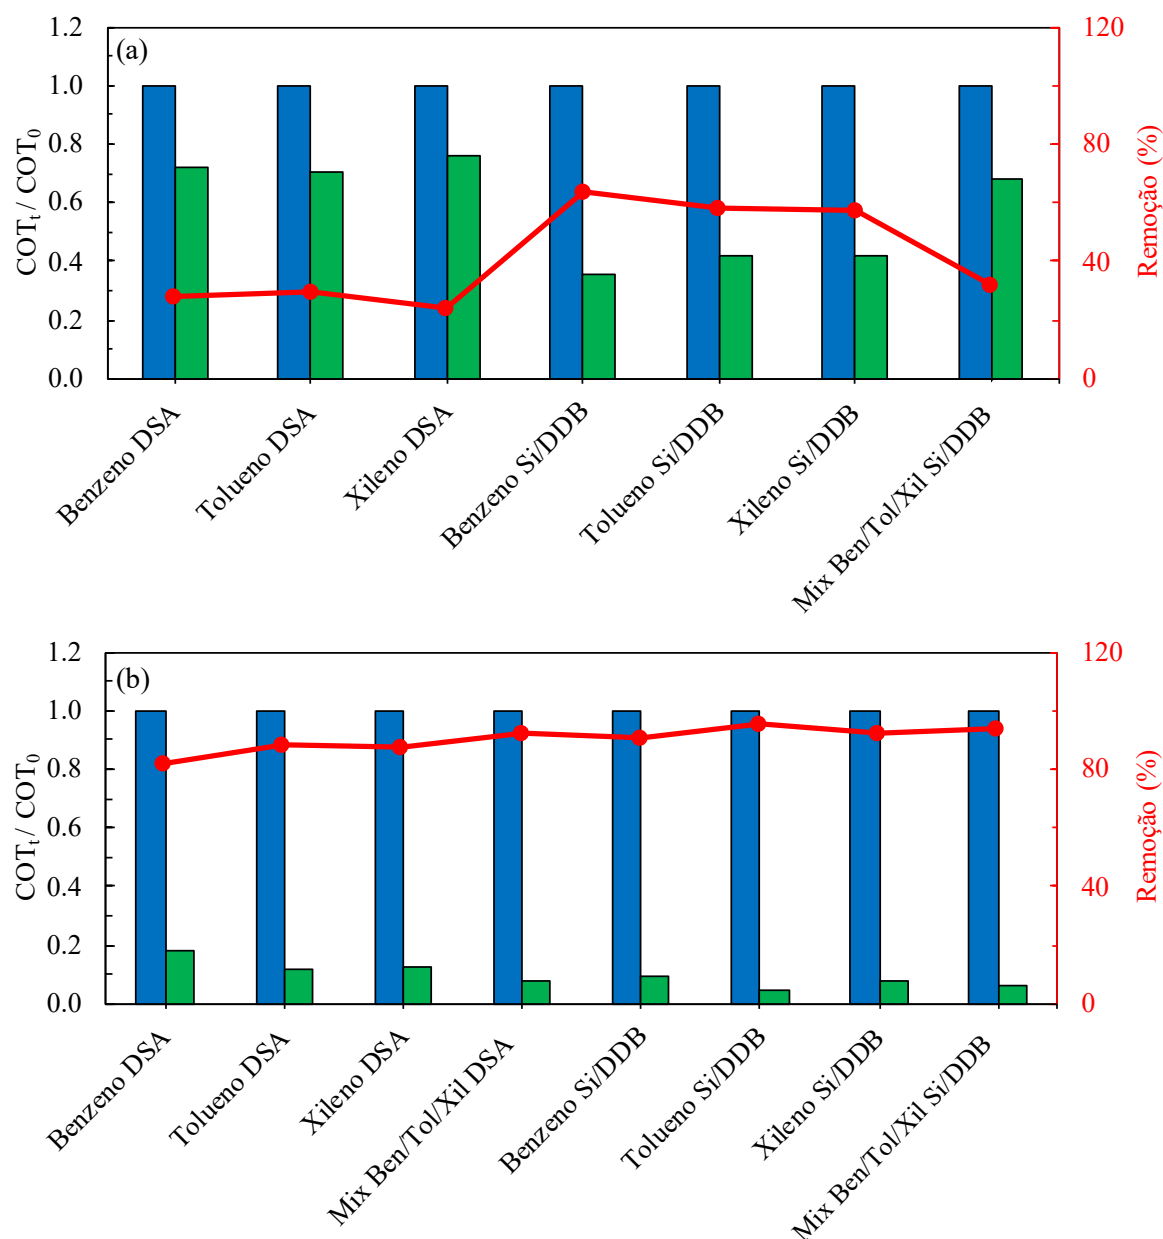 (a)
1.2
1.0
0.8
0.6
0.4
0.2
0.0
COTt / COT0
120
80
40
0
Remoção (%)
Benzeno DSA
Tolueno DSA
Xileno DSA
Benzeno Si/DDB
Tolueno Si/DDB
Xileno Si/DDB
Mix Ben/Tol/Xil Si/DDB
(b)
1.2
1.0
0.8
0.6
0.4
0.2
0.0
COTt / COT0
120
80
40
0
Remoção (%)
Benzeno DSA
Tolueno DSA
Xileno DSA
Mix Ben/Tol/Xil DSA
Benzeno Si/DDB
Tolueno Si/DDB
Xileno Si/DDB
Mix Ben/Tol/Xil Si/DDB